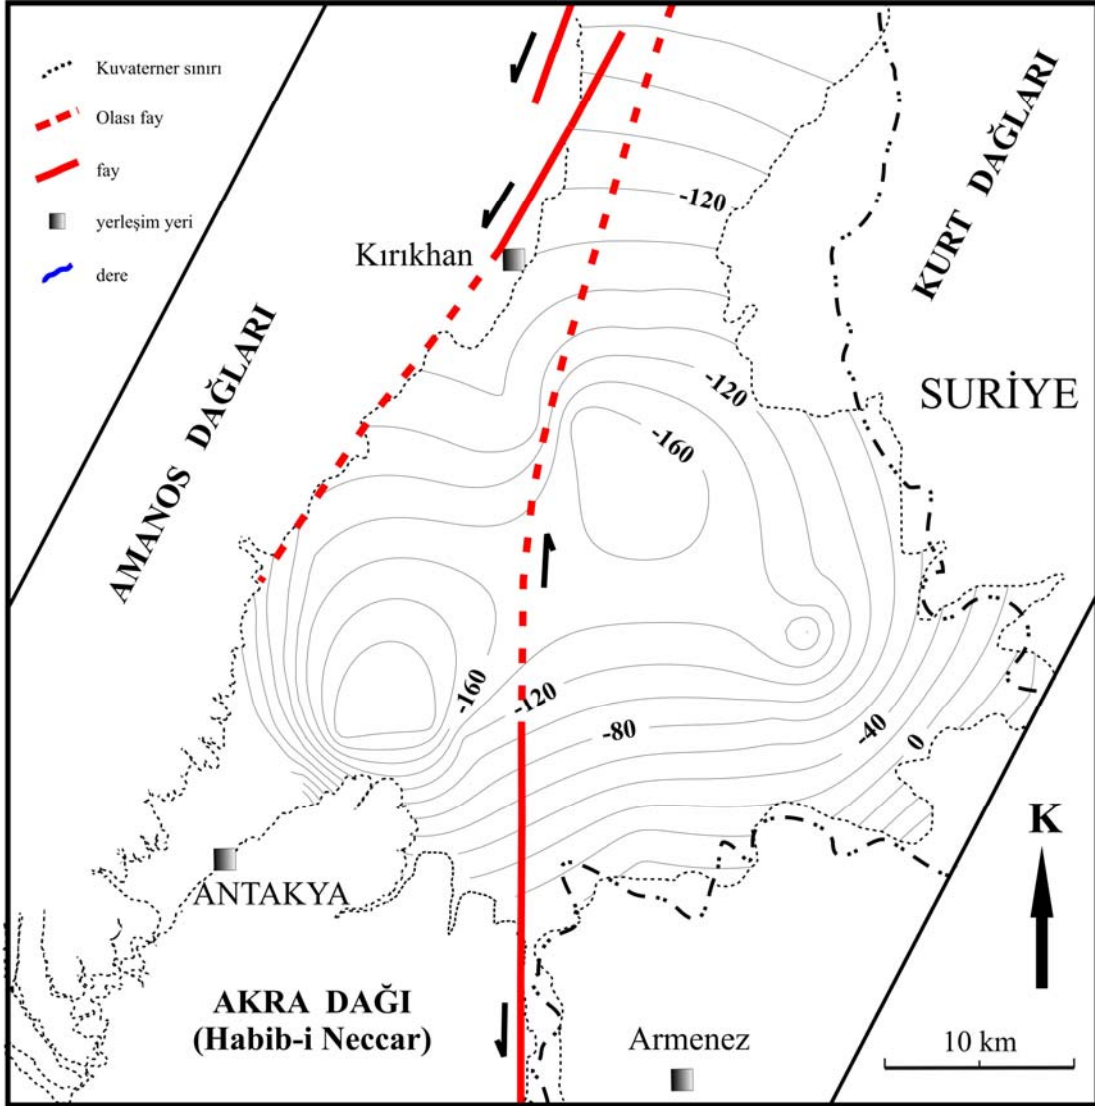 Kuvaterner sınırı
Olası fay
fay
yerleşim yeri
dere
Kırıkhan
-120
KURT DAĞLARI
AMANOS DAĞLARI
-120
SURİYE
-160
-160
-120
-80
-40
0
K
ANTAKYA
AKRA DAĞI
(Habib-i Neccar)
Armenez
10 km